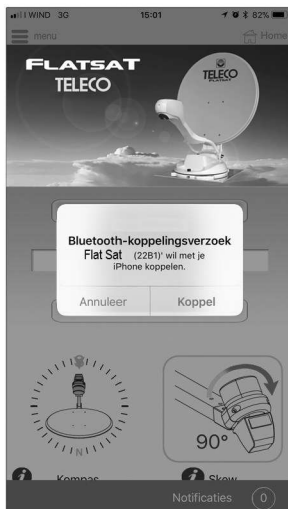 WIND 3G 15:01 82%
menu Home
FLATSAT
TELECO
TELECO
Bluetooth-koppelingsverzoek
Flat Sat (22B1)' wil met je
iPhone koppelen.
Annuleer Koppel
N
90°
i Kompas i Skew
Notificaties 0